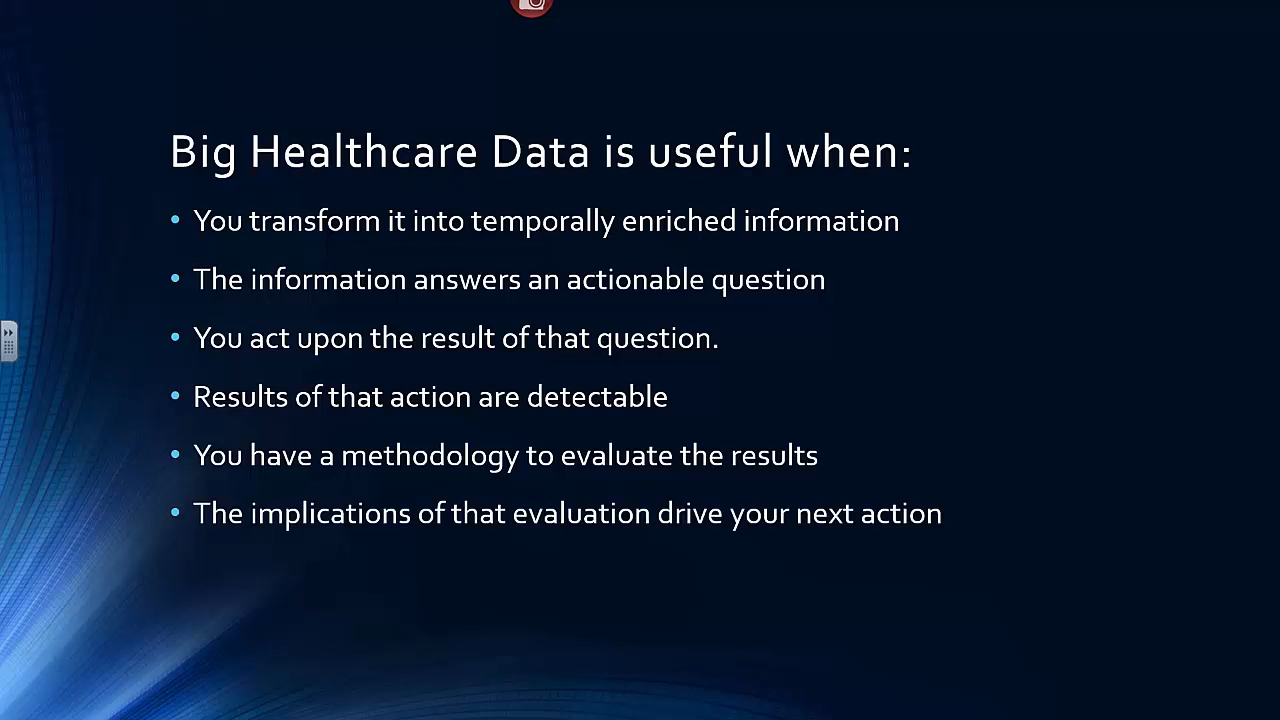 Big Healthcare Data is useful when:
• You transform it into temporally enriched information
• The information answers an actionable question
• You act upon the result of that question.
• Results of that action are detectable
• You have a methodology to evaluate the results
• The implications of that evaluation drive your next action